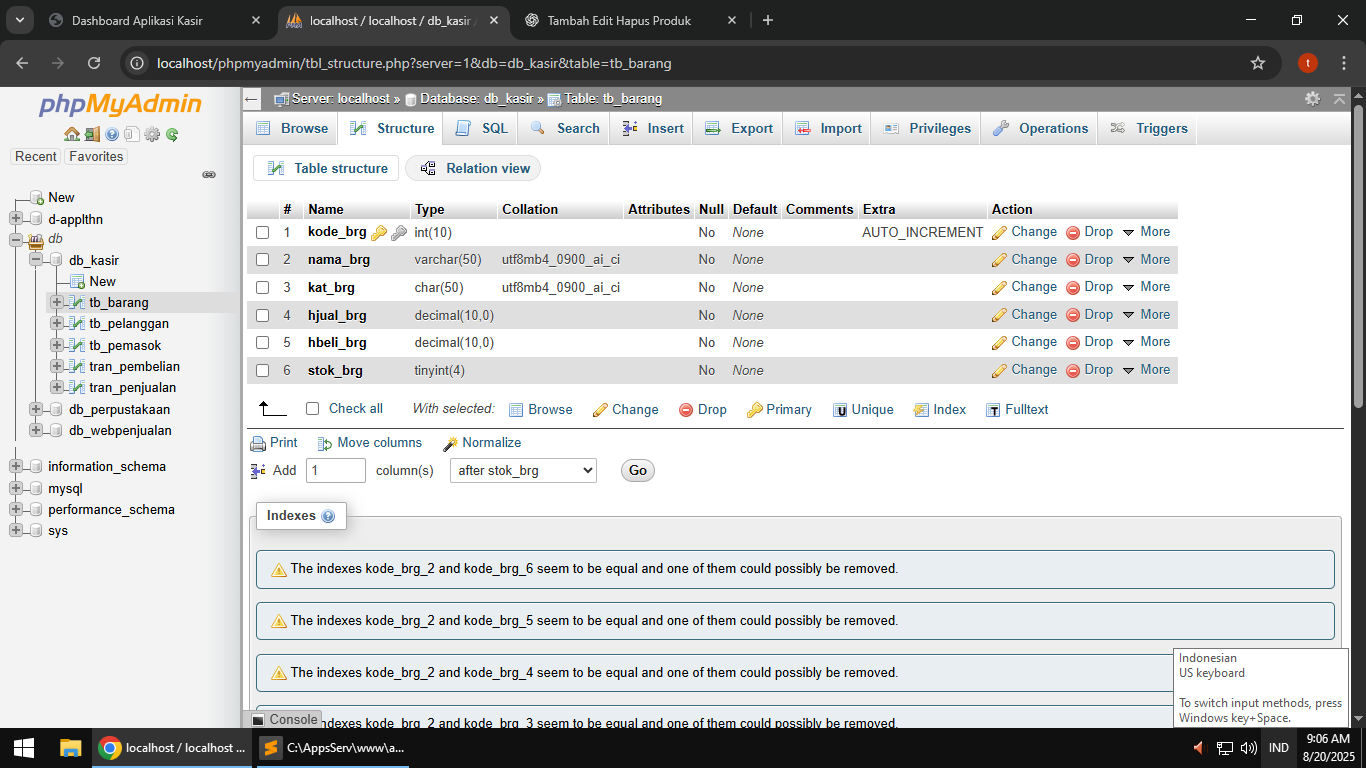 Dashboard Aplikasi Kasir
localhost / localhost / db_kasir /
Tambah Edit Hapus Produk
localhost/phpmyadmin/tbl_structure.php?server=1&db=db_kasir&table=tb_barang
t
phpMyAdmin
Recent Favorites
New
d-applthn
db
db_kasir
New
tb_barang
tb_pelanggan
tb_pemasok
tran_pembelian
tran_penjualan
db_perpustakaan
db_webpenjualan
information_schema
mysql
performance_schema
sys
Server: localhost » Database: db_kasir » Table: tb_barang
Browse Structure SQL Search Insert Export Import Privileges Operations Triggers
Table structure Relation view
# Name Type Collation Attributes Null Default Comments Extra Action
1 kode_brg int(10) No None AUTO_INCREMENT Change Drop More
2 nama_brg varchar(50) utf8mb4_0900_ai_ci No None Change Drop More
3 kat_brg char(50) utf8mb4_0900_ai_ci No None Change Drop More
4 hjual_brg decimal(10,0) No None Change Drop More
5 hbeli_brg decimal(10,0) No None Change Drop More
6 stok_brg tinyint(4) No None Change Drop More
Check all With selected: Browse Change Drop Primary Unique Index Fulltext
Print Move columns Normalize
Add 1 column(s) after stok_brg Go
Indexes
The indexes kode_brg_2 and kode_brg_6 seem to be equal and one of them could possibly be removed.
The indexes kode_brg_2 and kode_brg_5 seem to be equal and one of them could possibly be removed.
The indexes kode_brg_2 and kode_brg_4 seem to be equal and one of them could possibly be removed.
indexes kode_brg_2 and kode_brg_3 seem to be equal and one of them could possibly be removed.
Console
Indonesian
US keyboard
To switch input methods, press
Windows key+Space.
localhost / localhost ...
C:\AppsServ\www\a...
IND
9:06 AM
8/20/2025